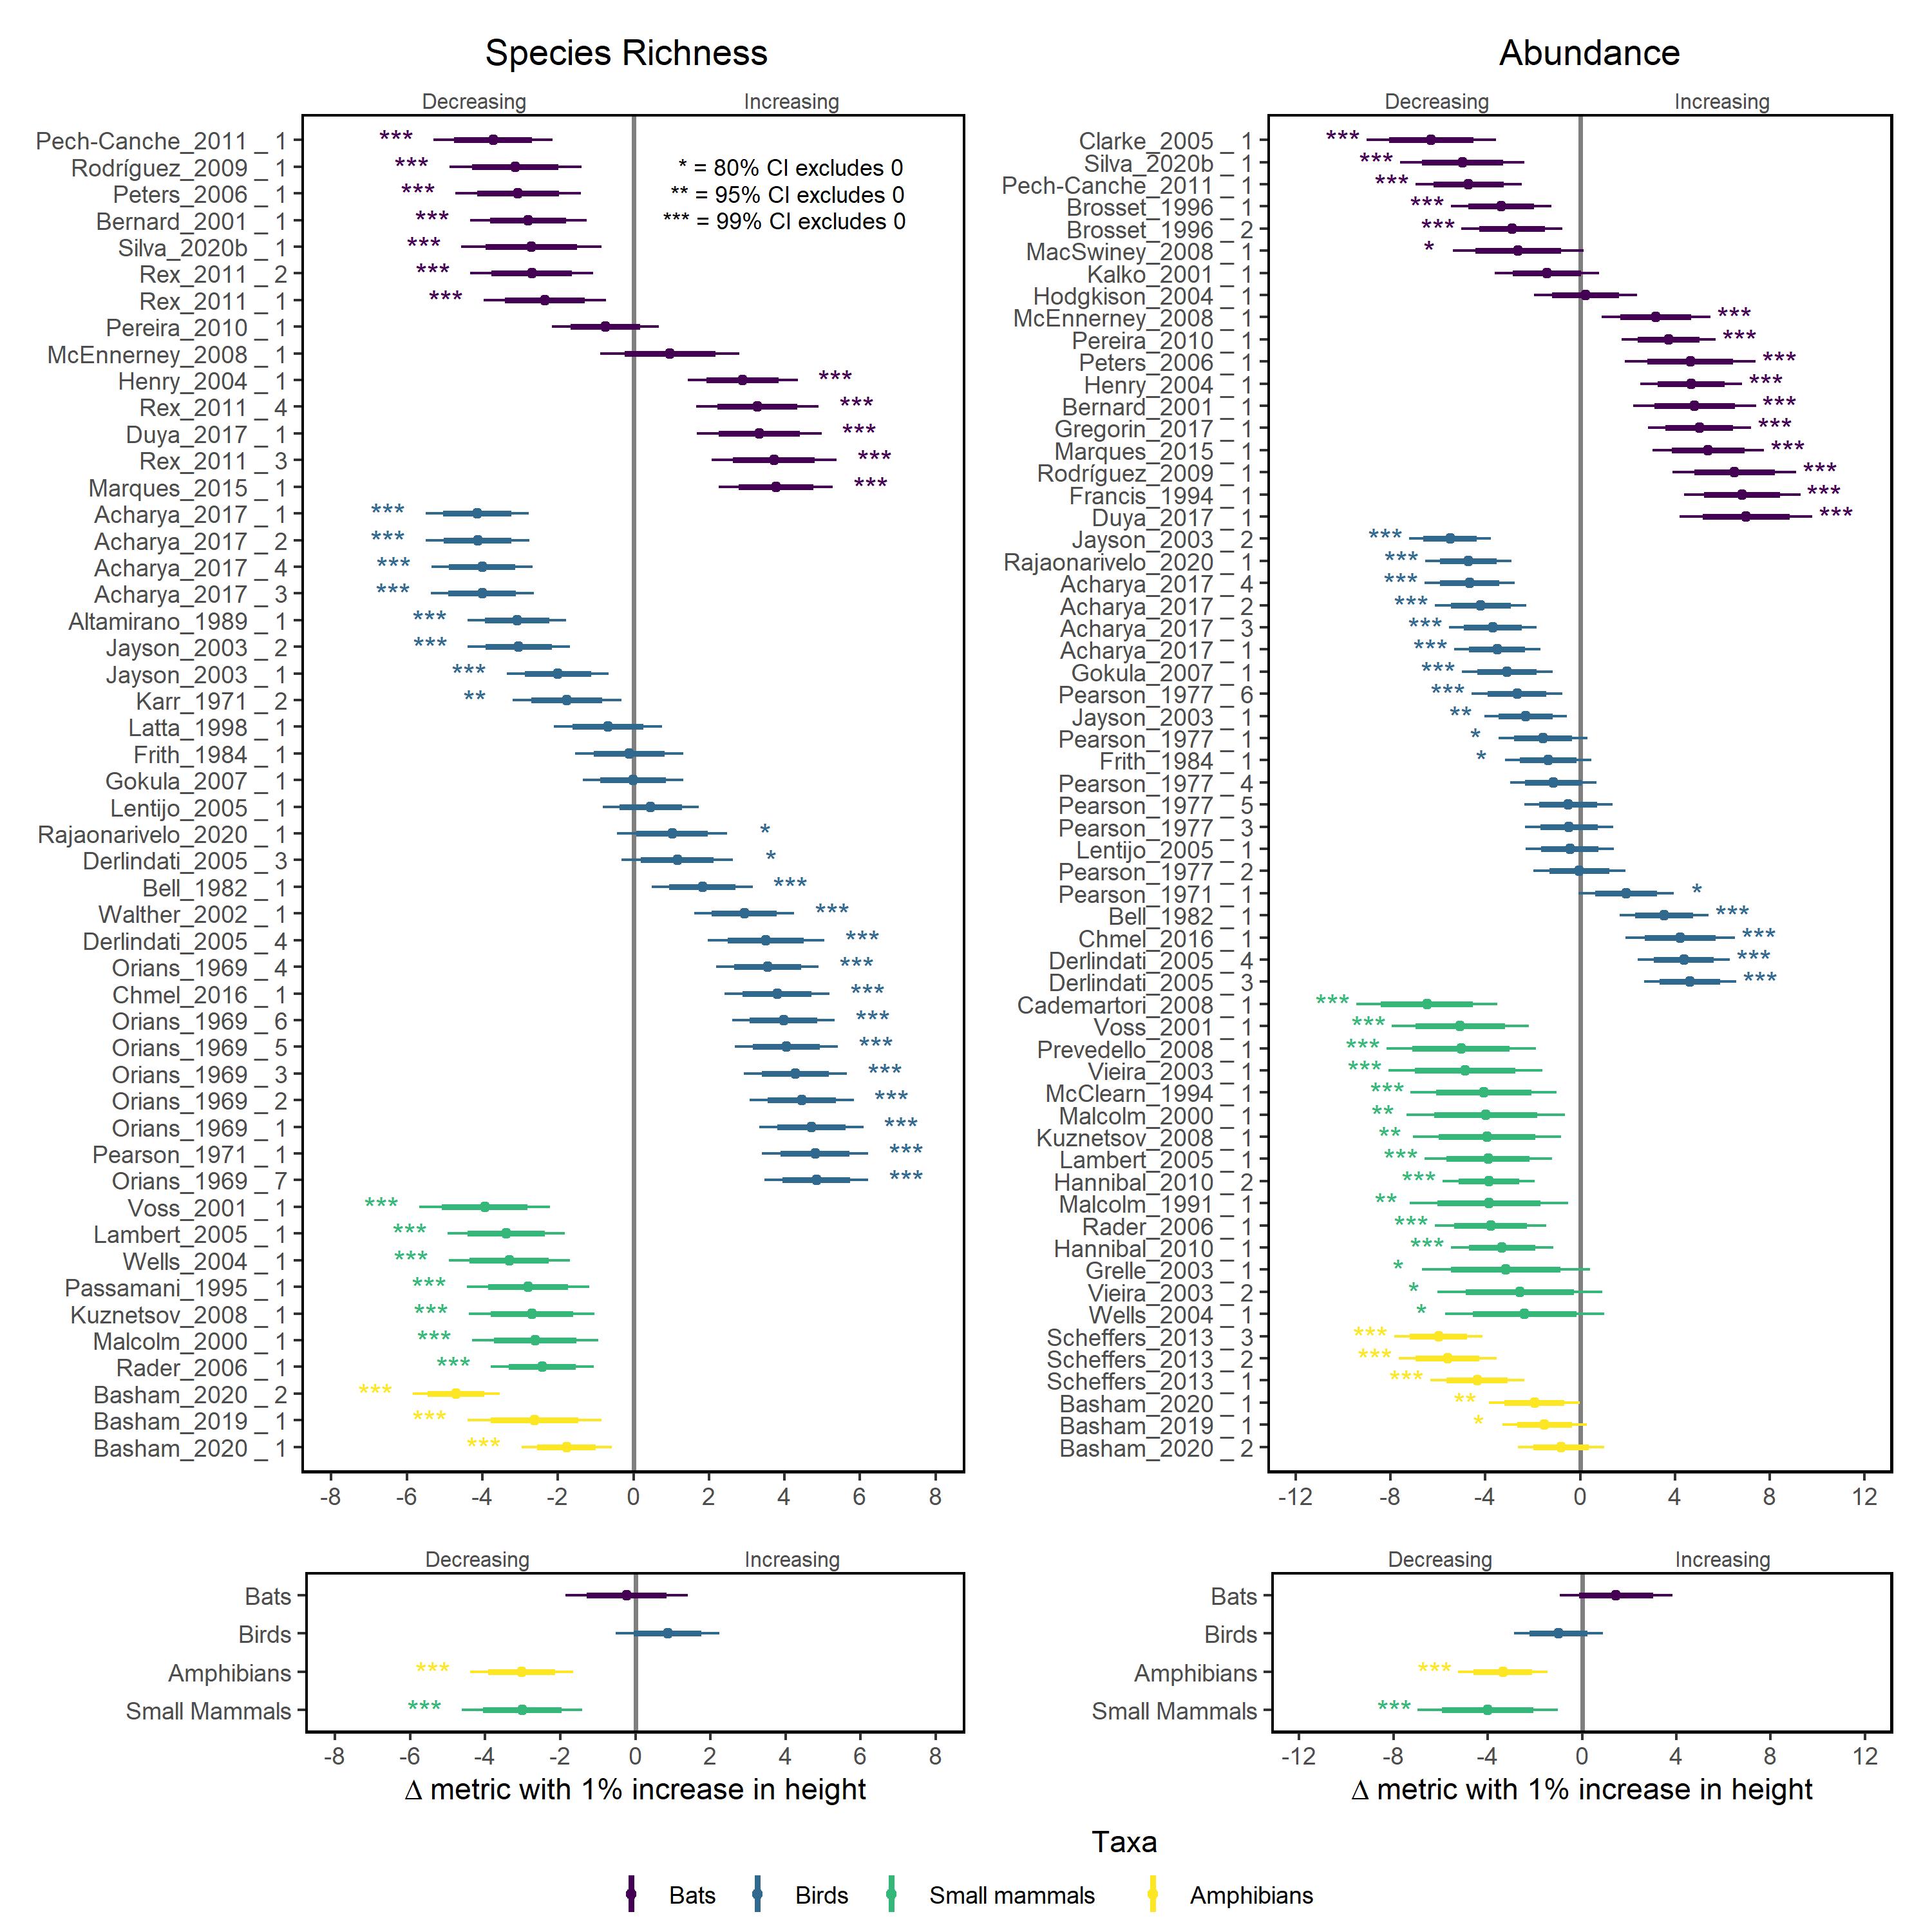 Species Richness
Decreasing Increasing
Pech-Canche_2011 _ 1 ***
Rodríguez_2009 _ 1 ***
Peters_2006 _ 1 ***
Bernard_2001 _ 1 ***
Silva_2020b _ 1 ***
Rex_2011 _ 2 ***
Rex_2011 _ 1 ***
Pereira_2010 _ 1
McEnnerney_2008 _ 1
Henry_2004 _ 1 ***
Rex_2011 _ 4 ***
Duya_2017 _ 1 ***
Rex_2011 _ 3 ***
Marques_2015 _ 1 ***
Acharya_2017 _ 1 ***
Acharya_2017 _ 2 ***
Acharya_2017 _ 4 ***
Acharya_2017 _ 3 ***
Altamirano_1989 _ 1 ***
Jayson_2003 _ 2 ***
Jayson_2003 _ 1 ***
Karr_1971 _ 2 **
Latta_1998 _ 1
Frith_1984 _ 1
Gokula_2007 _ 1
Lentijo_2005 _ 1
Rajaonarivelo_2020 _ 1 *
Derlindati_2005 _ 3 *
Bell_1982 _ 1 ***
Walther_2002 _ 1 ***
Derlindati_2005 _ 4 ***
Orians_1969 _ 4 ***
Chmel_2016 _ 1 ***
Orians_1969 _ 6 ***
Orians_1969 _ 5 ***
Orians_1969 _ 3 ***
Orians_1969 _ 2 ***
Orians_1969 _ 1 ***
Pearson_1971 _ 1 ***
Orians_1969 _ 7 ***
Voss_2001 _ 1 ***
Lambert_2005 _ 1 ***
Wells_2004 _ 1 ***
Passamani_1995 _ 1 ***
Kuznetsov_2008 _ 1 ***
Malcolm_2000 _ 1 ***
Rader_2006 _ 1 ***
Basham_2020 _ 2 ***
Basham_2019 _ 1 ***
Basham_2020 _ 1 ***
* = 80% CI excludes 0
** = 95% CI excludes 0
*** = 99% CI excludes 0
-8 -6 -4 -2 0 2 4 6 8
Abundance
Decreasing Increasing
Clarke_2005 _ 1 ***
Silva_2020b _ 1 ***
Pech-Canche_2011 _ 1 ***
Brosset_1996 _ 1 ***
Brosset_1996 _ 2 ***
MacSwiney_2008 _ 1 *
Kalko_2001 _ 1
Hodgkison_2004 _ 1
McEnnerney_2008 _ 1 ***
Pereira_2010 _ 1 ***
Peters_2006 _ 1 ***
Henry_2004 _ 1 ***
Bernard_2001 _ 1 ***
Gregorin_2017 _ 1 ***
Marques_2015 _ 1 ***
Rodríguez_2009 _ 1 ***
Francis_1994 _ 1 ***
Duya_2017 _ 1 ***
Jayson_2003 _ 2 ***
Rajaonarivelo_2020 _ 1 ***
Acharya_2017 _ 4 ***
Acharya_2017 _ 2 ***
Acharya_2017 _ 3 ***
Acharya_2017 _ 1 ***
Gokula_2007 _ 1 ***
Pearson_1977 _ 6 ***
Jayson_2003 _ 1 **
Pearson_1977 _ 1 *
Frith_1984 _ 1 *
Pearson_1977 _ 4
Pearson_1977 _ 5
Pearson_1977 _ 3
Lentijo_2005 _ 1
Pearson_1977 _ 2
Pearson_1971 _ 1 *
Bell_1982 _ 1 ***
Chmel_2016 _ 1 ***
Derlindati_2005 _ 4 ***
Derlindati_2005 _ 3 ***
Cademartori_2008 _ 1 ***
Voss_2001 _ 1 ***
Prevedello_2008 _ 1 ***
Vieira_2003 _ 1 ***
McClearn_1994 _ 1 ***
Malcolm_2000 _ 1 **
Kuznetsov_2008 _ 1 **
Lambert_2005 _ 1 ***
Hannibal_2010 _ 2 ***
Malcolm_1991 _ 1 **
Rader_2006 _ 1 ***
Hannibal_2010 _ 1 ***
Grelle_2003 _ 1 *
Vieira_2003 _ 2 *
Wells_2004 _ 1 *
Scheffers_2013 _ 3 ***
Scheffers_2013 _ 2 ***
Scheffers_2013 _ 1 ***
Basham_2020 _ 1 **
Basham_2019 _ 1 *
Basham_2020 _ 2
-12 -8 -4 0 4 8 12
Decreasing Increasing
Bats
Birds
Amphibians ***
Small Mammals ***
-8 -6 -4 -2 0 2 4 6 8
Δ metric with 1% increase in height
Decreasing Increasing
Bats
Birds
Amphibians ***
Small Mammals ***
-12 -8 -4 0 4 8 12
Δ metric with 1% increase in height
Taxa
Bats Birds Small mammals Amphibians